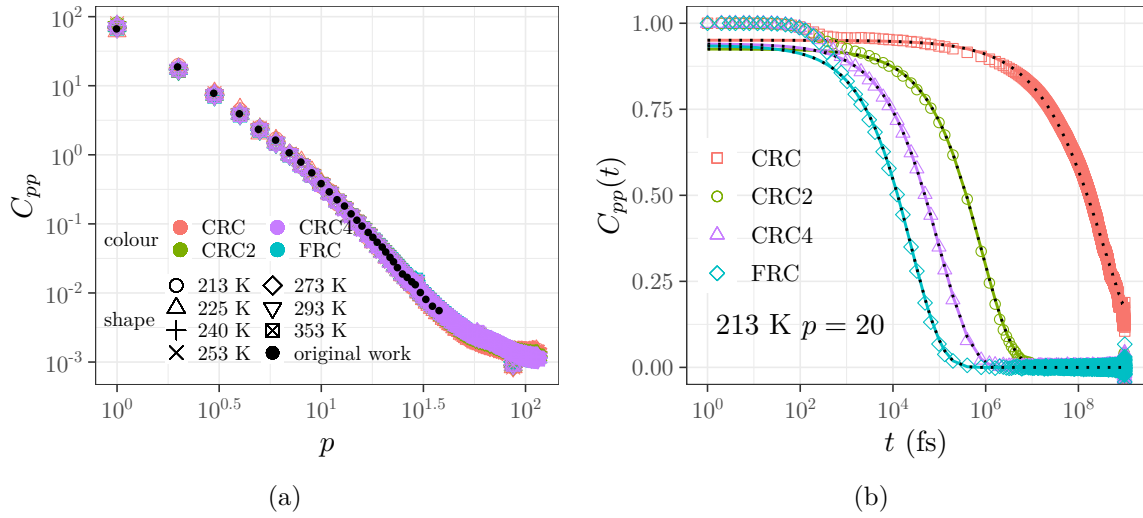 10^2
10^1
10^0
10^-1
10^-2
10^-3
C_pp
colour
CRC
CRC4
CRC2
FRC
shape
213 K
273 K
225 K
293 K
240 K
353 K
253 K
original work
10^0
10^0.5
10^1
10^1.5
10^2
p
(a)
1.00
0.75
0.50
0.25
0.00
C_pp(t)
CRC
CRC2
CRC4
FRC
213 K p = 20
10^0
10^2
10^4
10^6
10^8
t (fs)
(b)